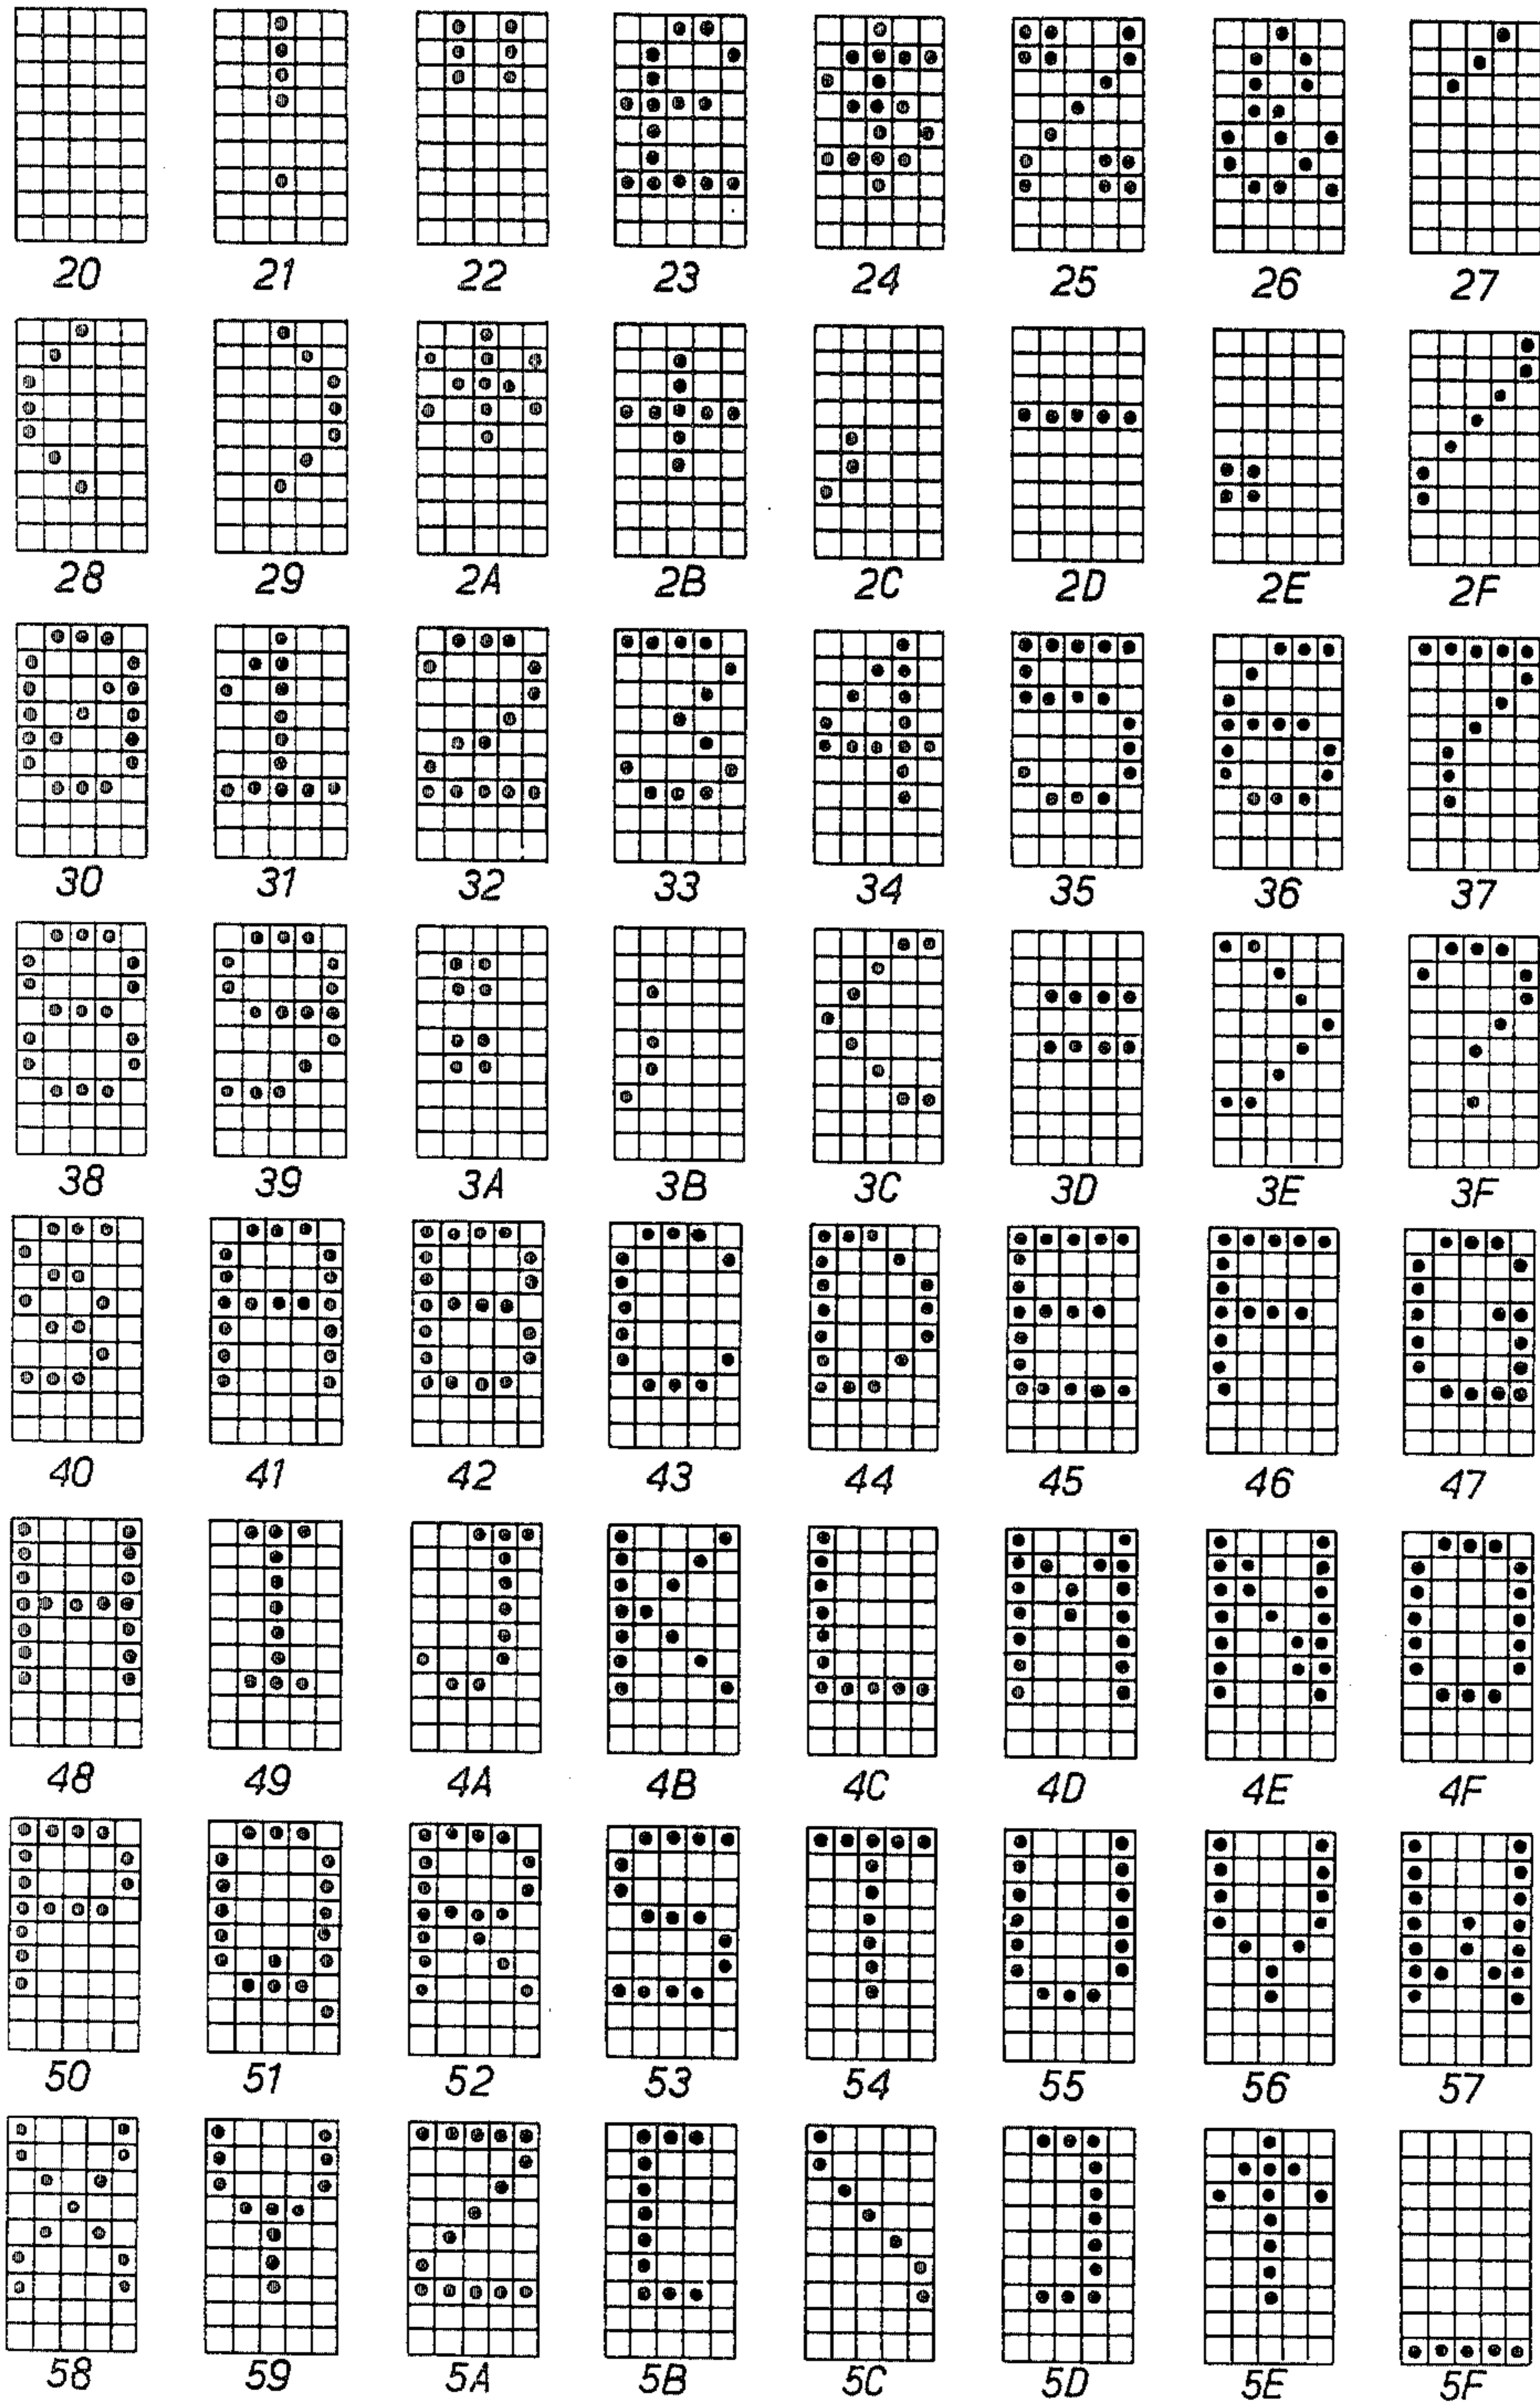 20 21 22 23 24 25 26 27
28 29 2A 2B 2C 2D 2E 2F
30 31 32 33 34 35 36 37
38 39 3A 3B 3C 3D 3E 3F
40 41 42 43 44 45 46 47
48 49 4A 4B 4C 4D 4E 4F
50 51 52 53 54 55 56 57
58 59 5A 5B 5C 5D 5E 5F